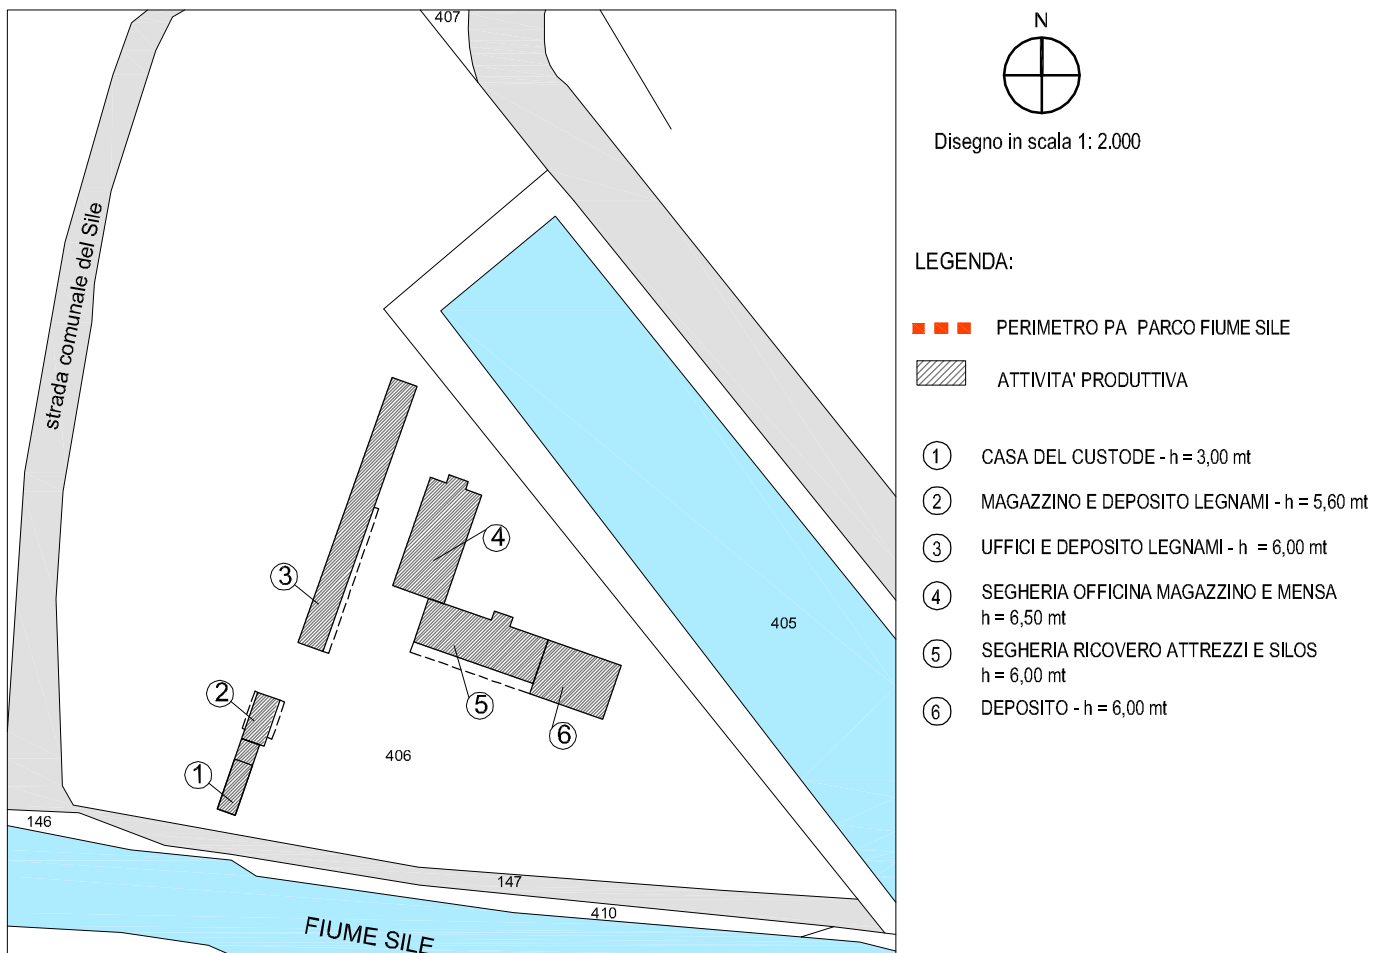 407
N
Disegno in scala 1: 2.000
strada comunale del Sile
LEGENDA:
PERIMETRO PA PARCO FIUME SILE
ATTIVITA' PRODUTTIVA
1 CASA DEL CUSTODE - h = 3,00 mt
2 MAGAZZINO E DEPOSITO LEGNAMI - h = 5,60 mt
3 UFFICI E DEPOSITO LEGNAMI - h = 6,00 mt
4 SEGHERIA OFFICINA MAGAZZINO E MENSA
h = 6,50 mt
5 SEGHERIA RICOVERO ATTREZZI E SILOS
h = 6,00 mt
6 DEPOSITO - h = 6,00 mt
4
3
405
2
5
6
406
1
146
147
410
FIUME SILE